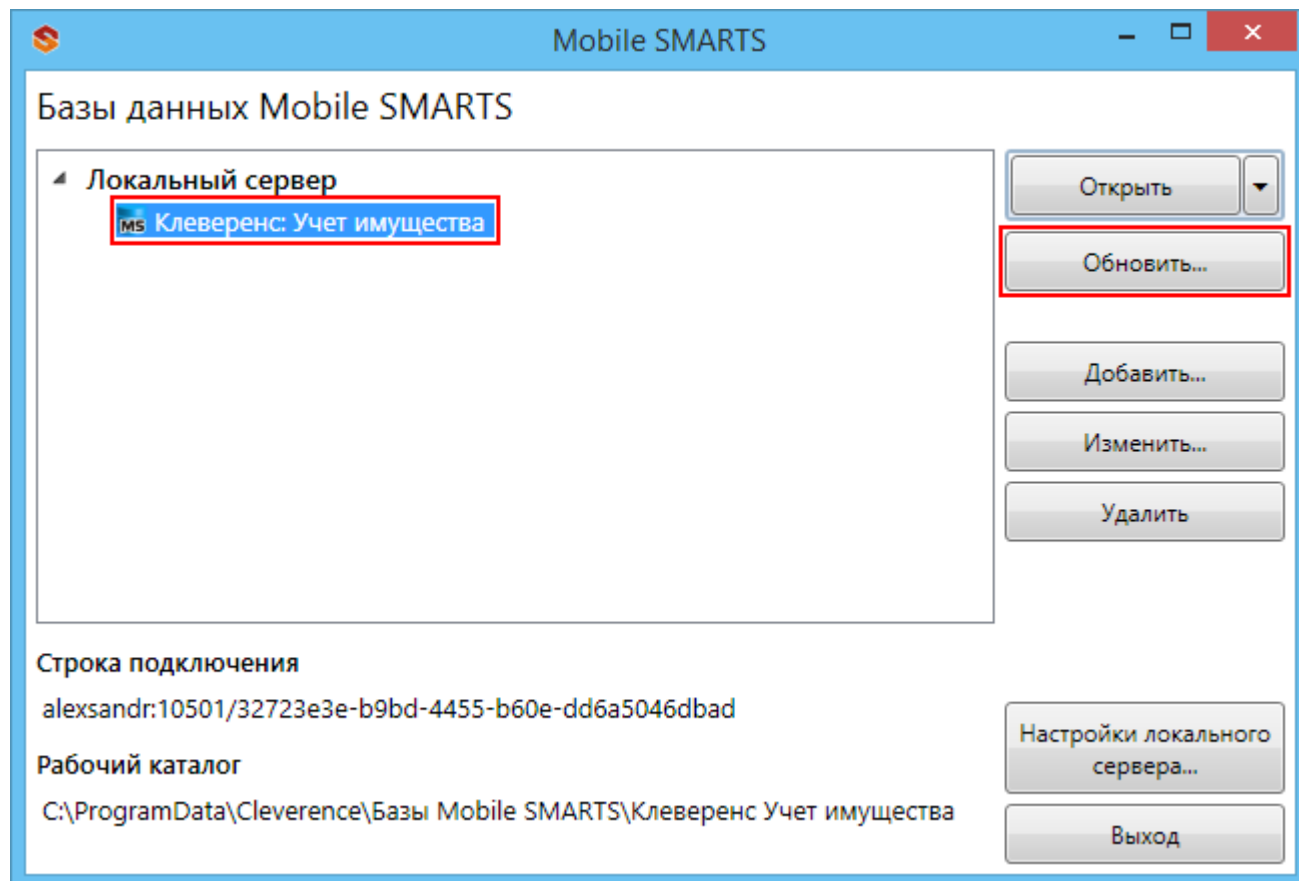 Mobile SMARTS
Базы данных Mobile SMARTS
Локальный сервер
MS Клеверенс: Учет имущества
Открыть
Обновить...
Добавить...
Изменить...
Удалить
Строка подключения
alexsandr:10501/32723e3e-b9bd-4455-b60e-dd6a5046dbad
Рабочий каталог
C:\ProgramData\Cleverence\Базы Mobile SMARTS\Клеверенс Учет имущества
Настройки локального
сервера...
Выход